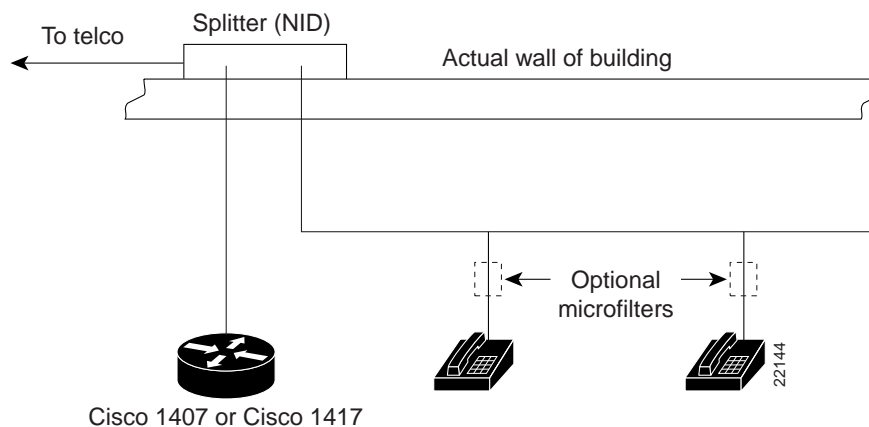 Splitter (NID)
To telco
Actual wall of building
Optional
microfilters
22144
Cisco 1407 or Cisco 1417